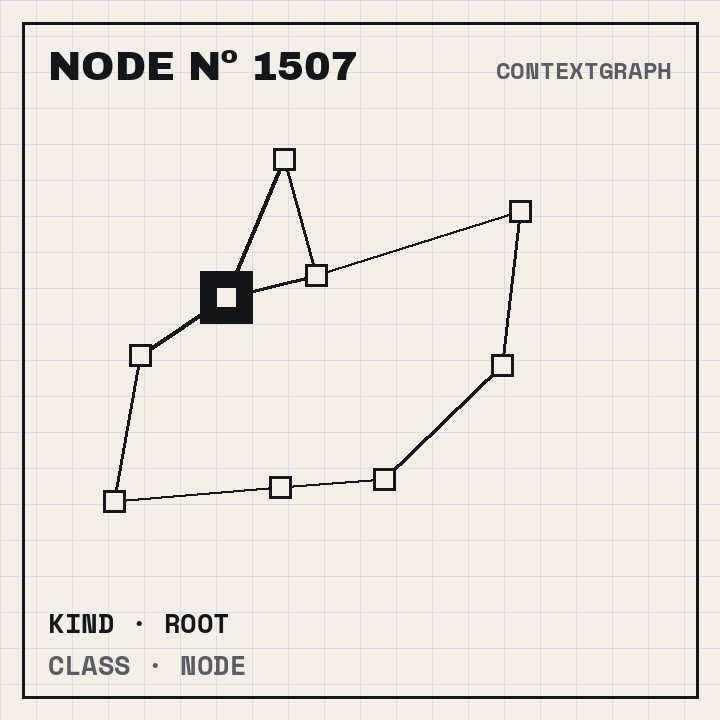 NODE Nº 1507
CONTEXTGRAPH
KIND · ROOT
CLASS · NODE